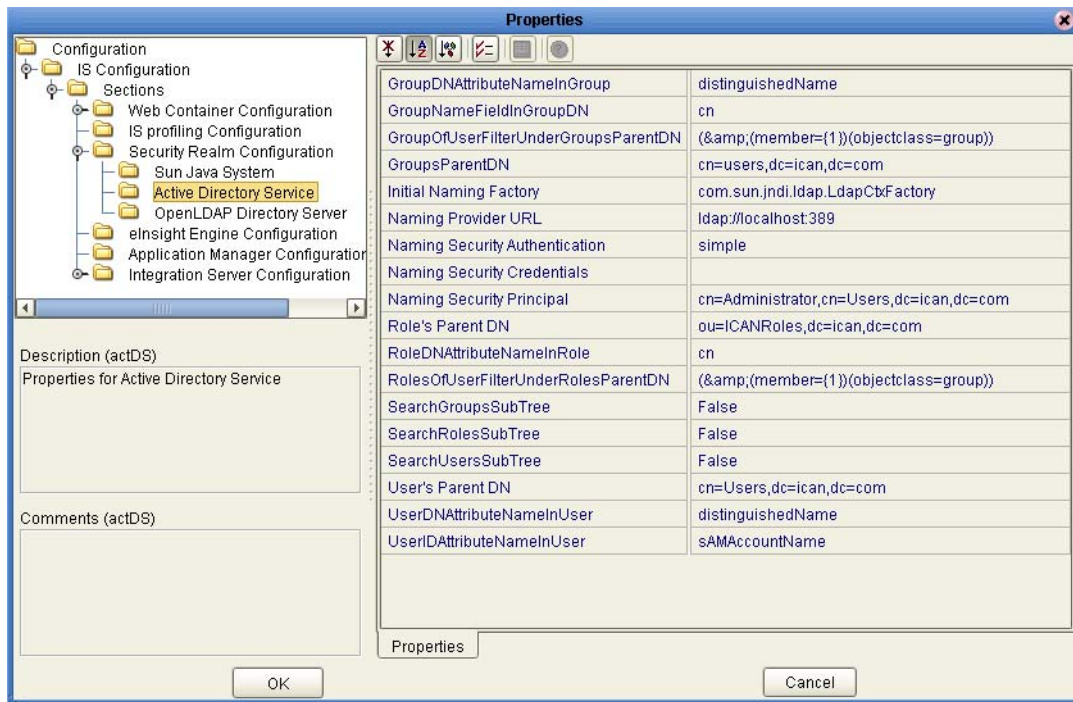 Properties
Configuration
IS Configuration
Sections
Web Container Configuration
IS profiling Configuration
Security Realm Configuration
Sun Java System
Active Directory Service
OpenLDAP Directory Server
eInsight Engine Configuration
Application Manager Configuration
Integration Server Configuration
Description (actDS)
Properties for Active Directory Service
Comments (actDS)
GroupDNAttributeNameInGroup distinguishedName
GroupNameFieldInGroupDN cn
GroupOfUserFilterUnderGroupsParentDN (&amp;(member={1})(objectclass=group))
GroupsParentDN cn=users,dc=ican,dc=com
Initial Naming Factory com.sun.jndi.ldap.LdapCtxFactory
Naming Provider URL ldap://localhost:389
Naming Security Authentication simple
Naming Security Credentials
Naming Security Principal cn=Administrator,cn=Users,dc=ican,dc=com
Role's Parent DN ou=ICANRoles,dc=ican,dc=com
RoleDNAttributeNameInRole cn
RolesOfUserFilterUnderRolesParentDN (&amp;(member={1})(objectclass=group))
SearchGroupsSubTree False
SearchRolesSubTree False
SearchUsersSubTree False
User's Parent DN cn=Users,dc=ican,dc=com
UserDNAttributeNameInUser distinguishedName
UserIDAttributeNameInUser sAMAccountName
Properties
OK
Cancel